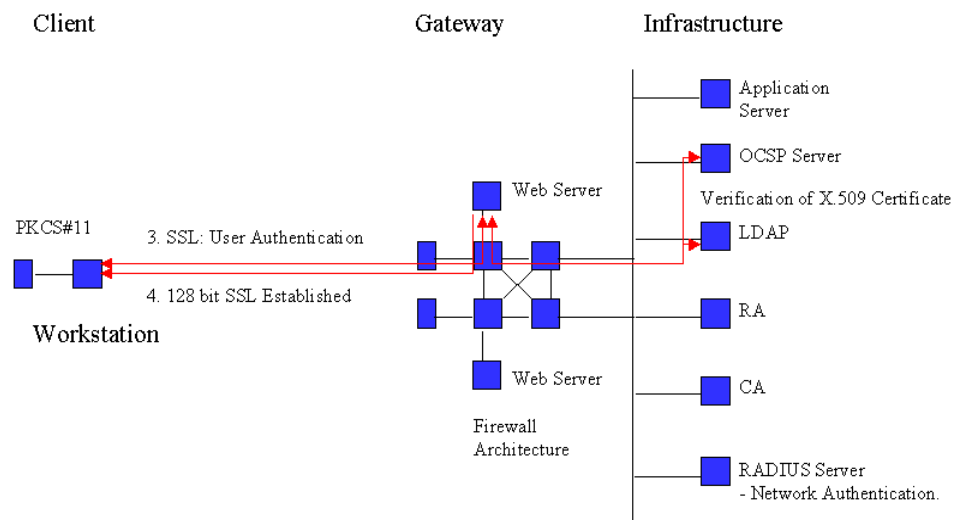 Client
Gateway
Infrastructure
Application
Server
OCSP Server
Web Server
Verification of X.509 Certificate
PKCS#11
3. SSL: User Authentication
LDAP
4. 128 bit SSL Established
RA
Workstation
Web Server
CA
Firewall
Architecture
RADIUS Server
- Network Authentication.